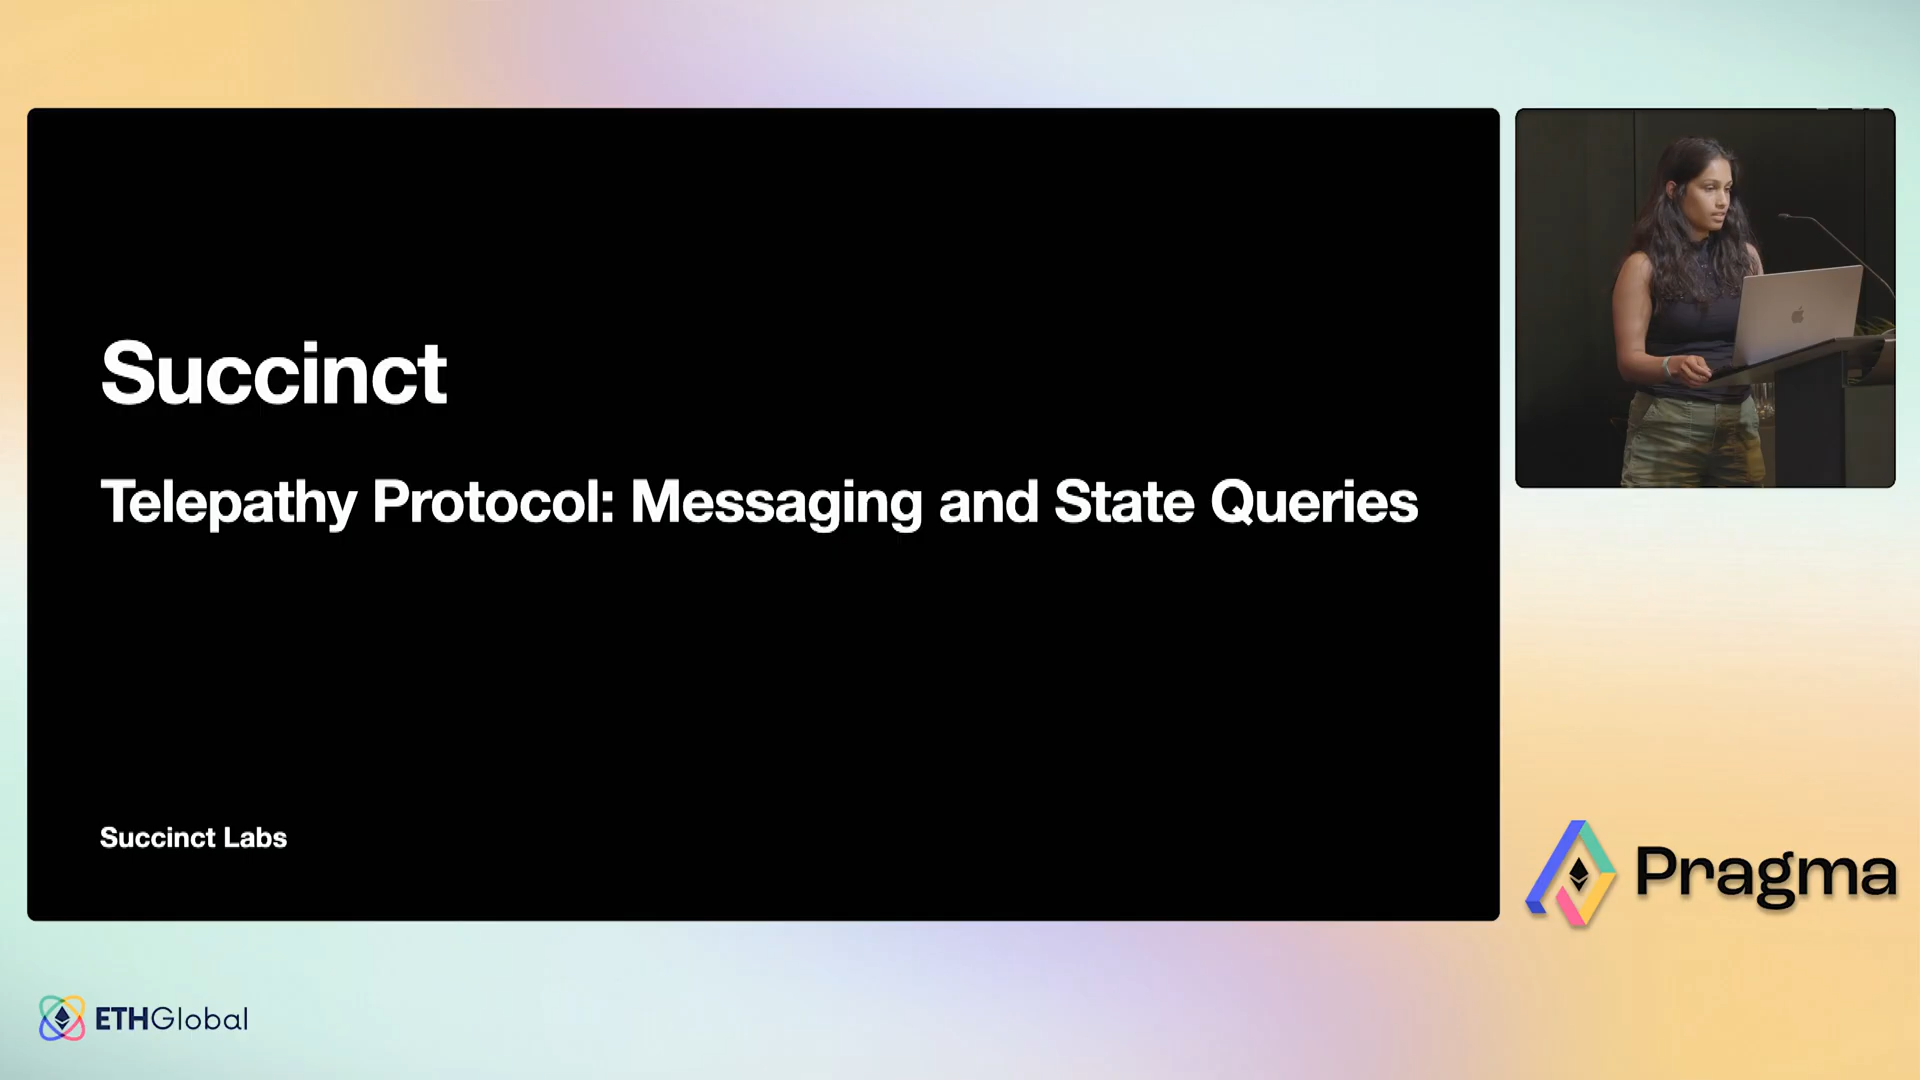 Succinct
Telepathy Protocol: Messaging and State Queries
Succinct Labs
Pragma
ETHGlobal